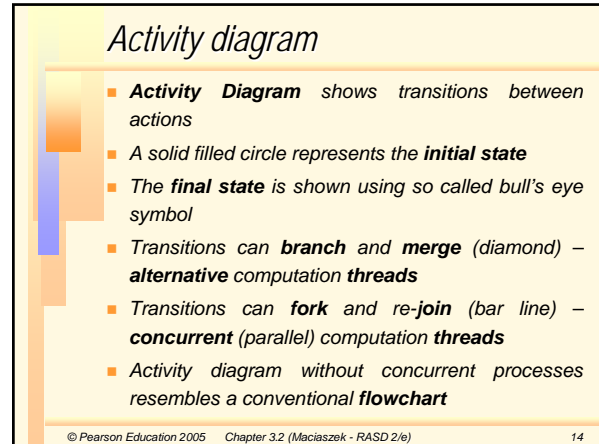 Activity diagram
Activity Diagram shows transitions between
actions
A solid filled circle represents the initial state
The final state is shown using so called bull's eye
symbol
Transitions can branch and merge (diamond) –
alternative computation threads
Transitions can fork and re-join (bar line) –
concurrent (parallel) computation threads
Activity diagram without concurrent processes
resembles a conventional flowchart
© Pearson Education 2005 Chapter 3.2 (Maciaszek - RASD 2/e) 14